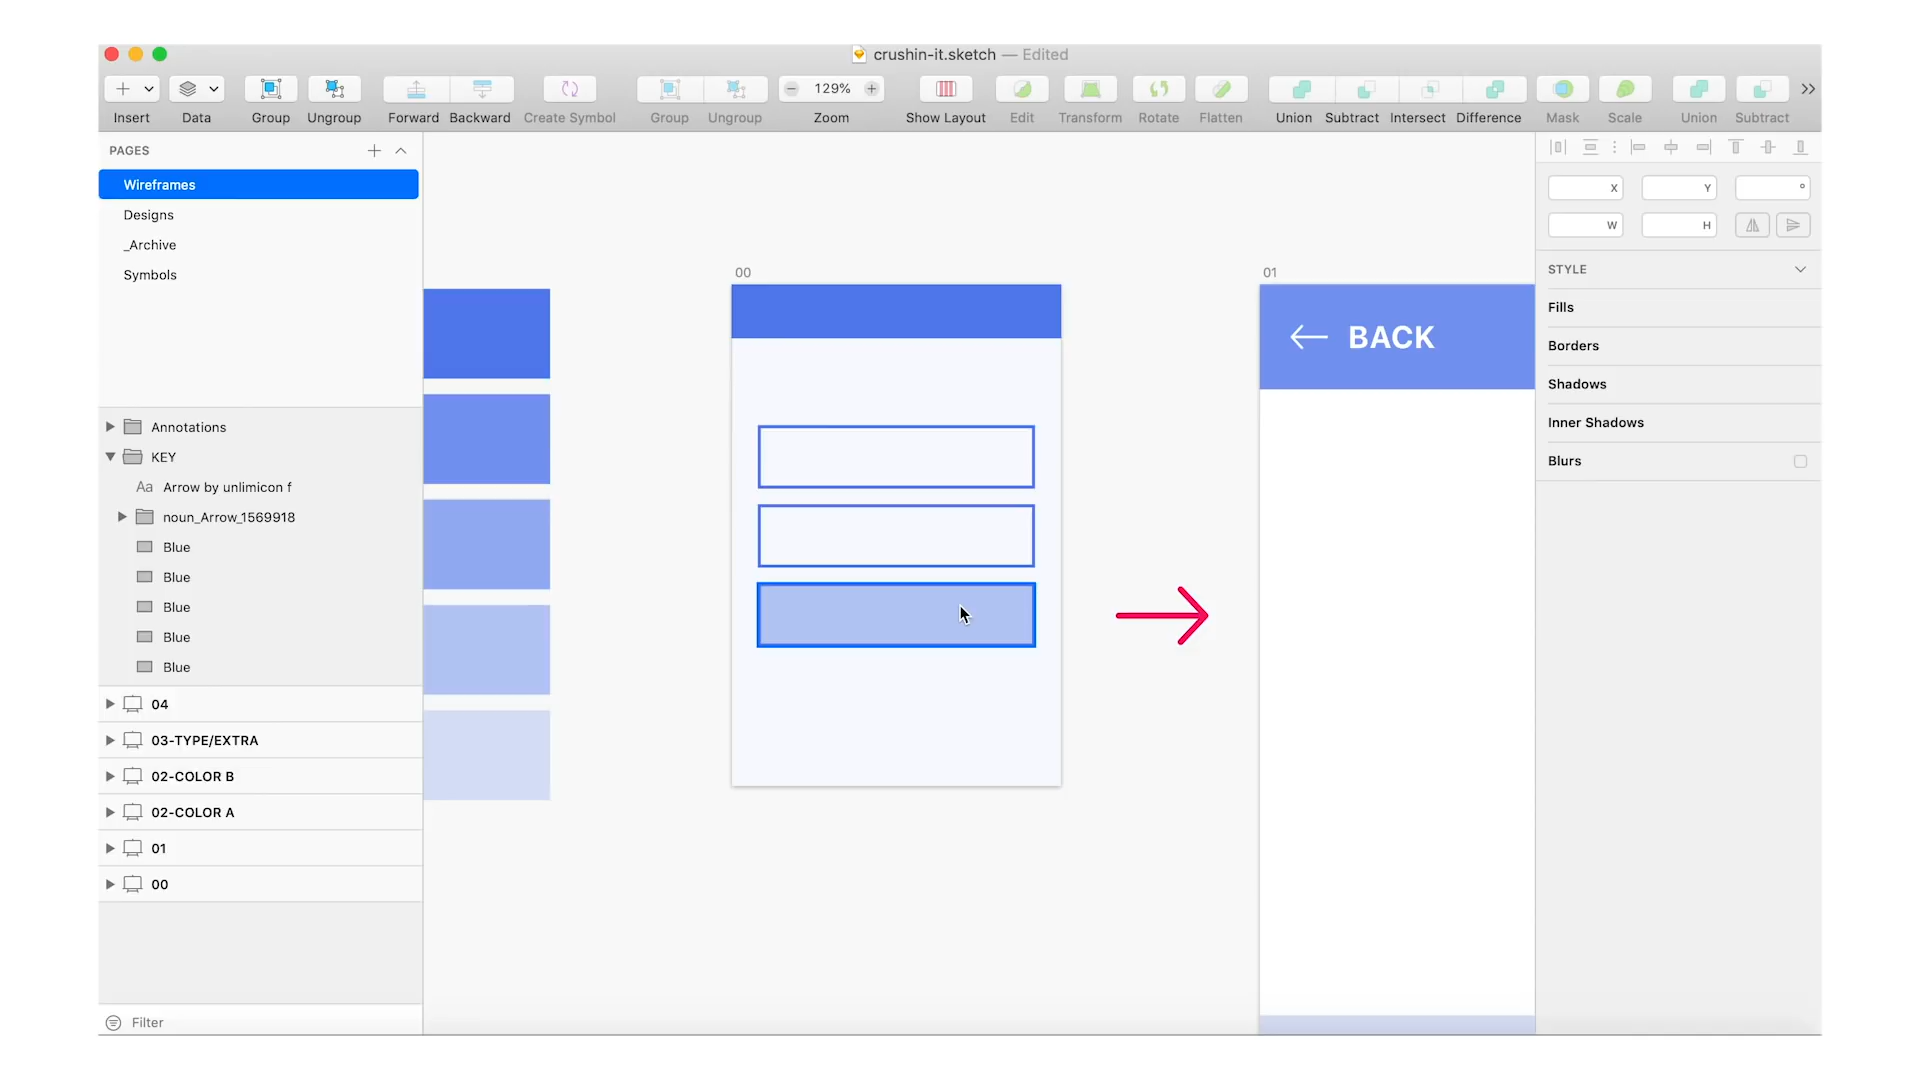 crushin-it.sketch — Edited
129%
Insert Data Group Ungroup Forward Backward Create Symbol Group Ungroup Zoom Show Layout Edit Transform Rotate Flatten Union Subtract Intersect Difference Mask Scale Union Subtract
PAGES
Wireframes
Designs
_Archive
Symbols
Annotations
KEY
Aa Arrow by unlimicon f
noun_Arrow_1569918
Blue
Blue
Blue
Blue
Blue
04
03-TYPE/EXTRA
02-COLOR B
02-COLOR A
01
00
Filter
00
01
BACK
X Y °
W H
STYLE
Fills
Borders
Shadows
Inner Shadows
Blurs